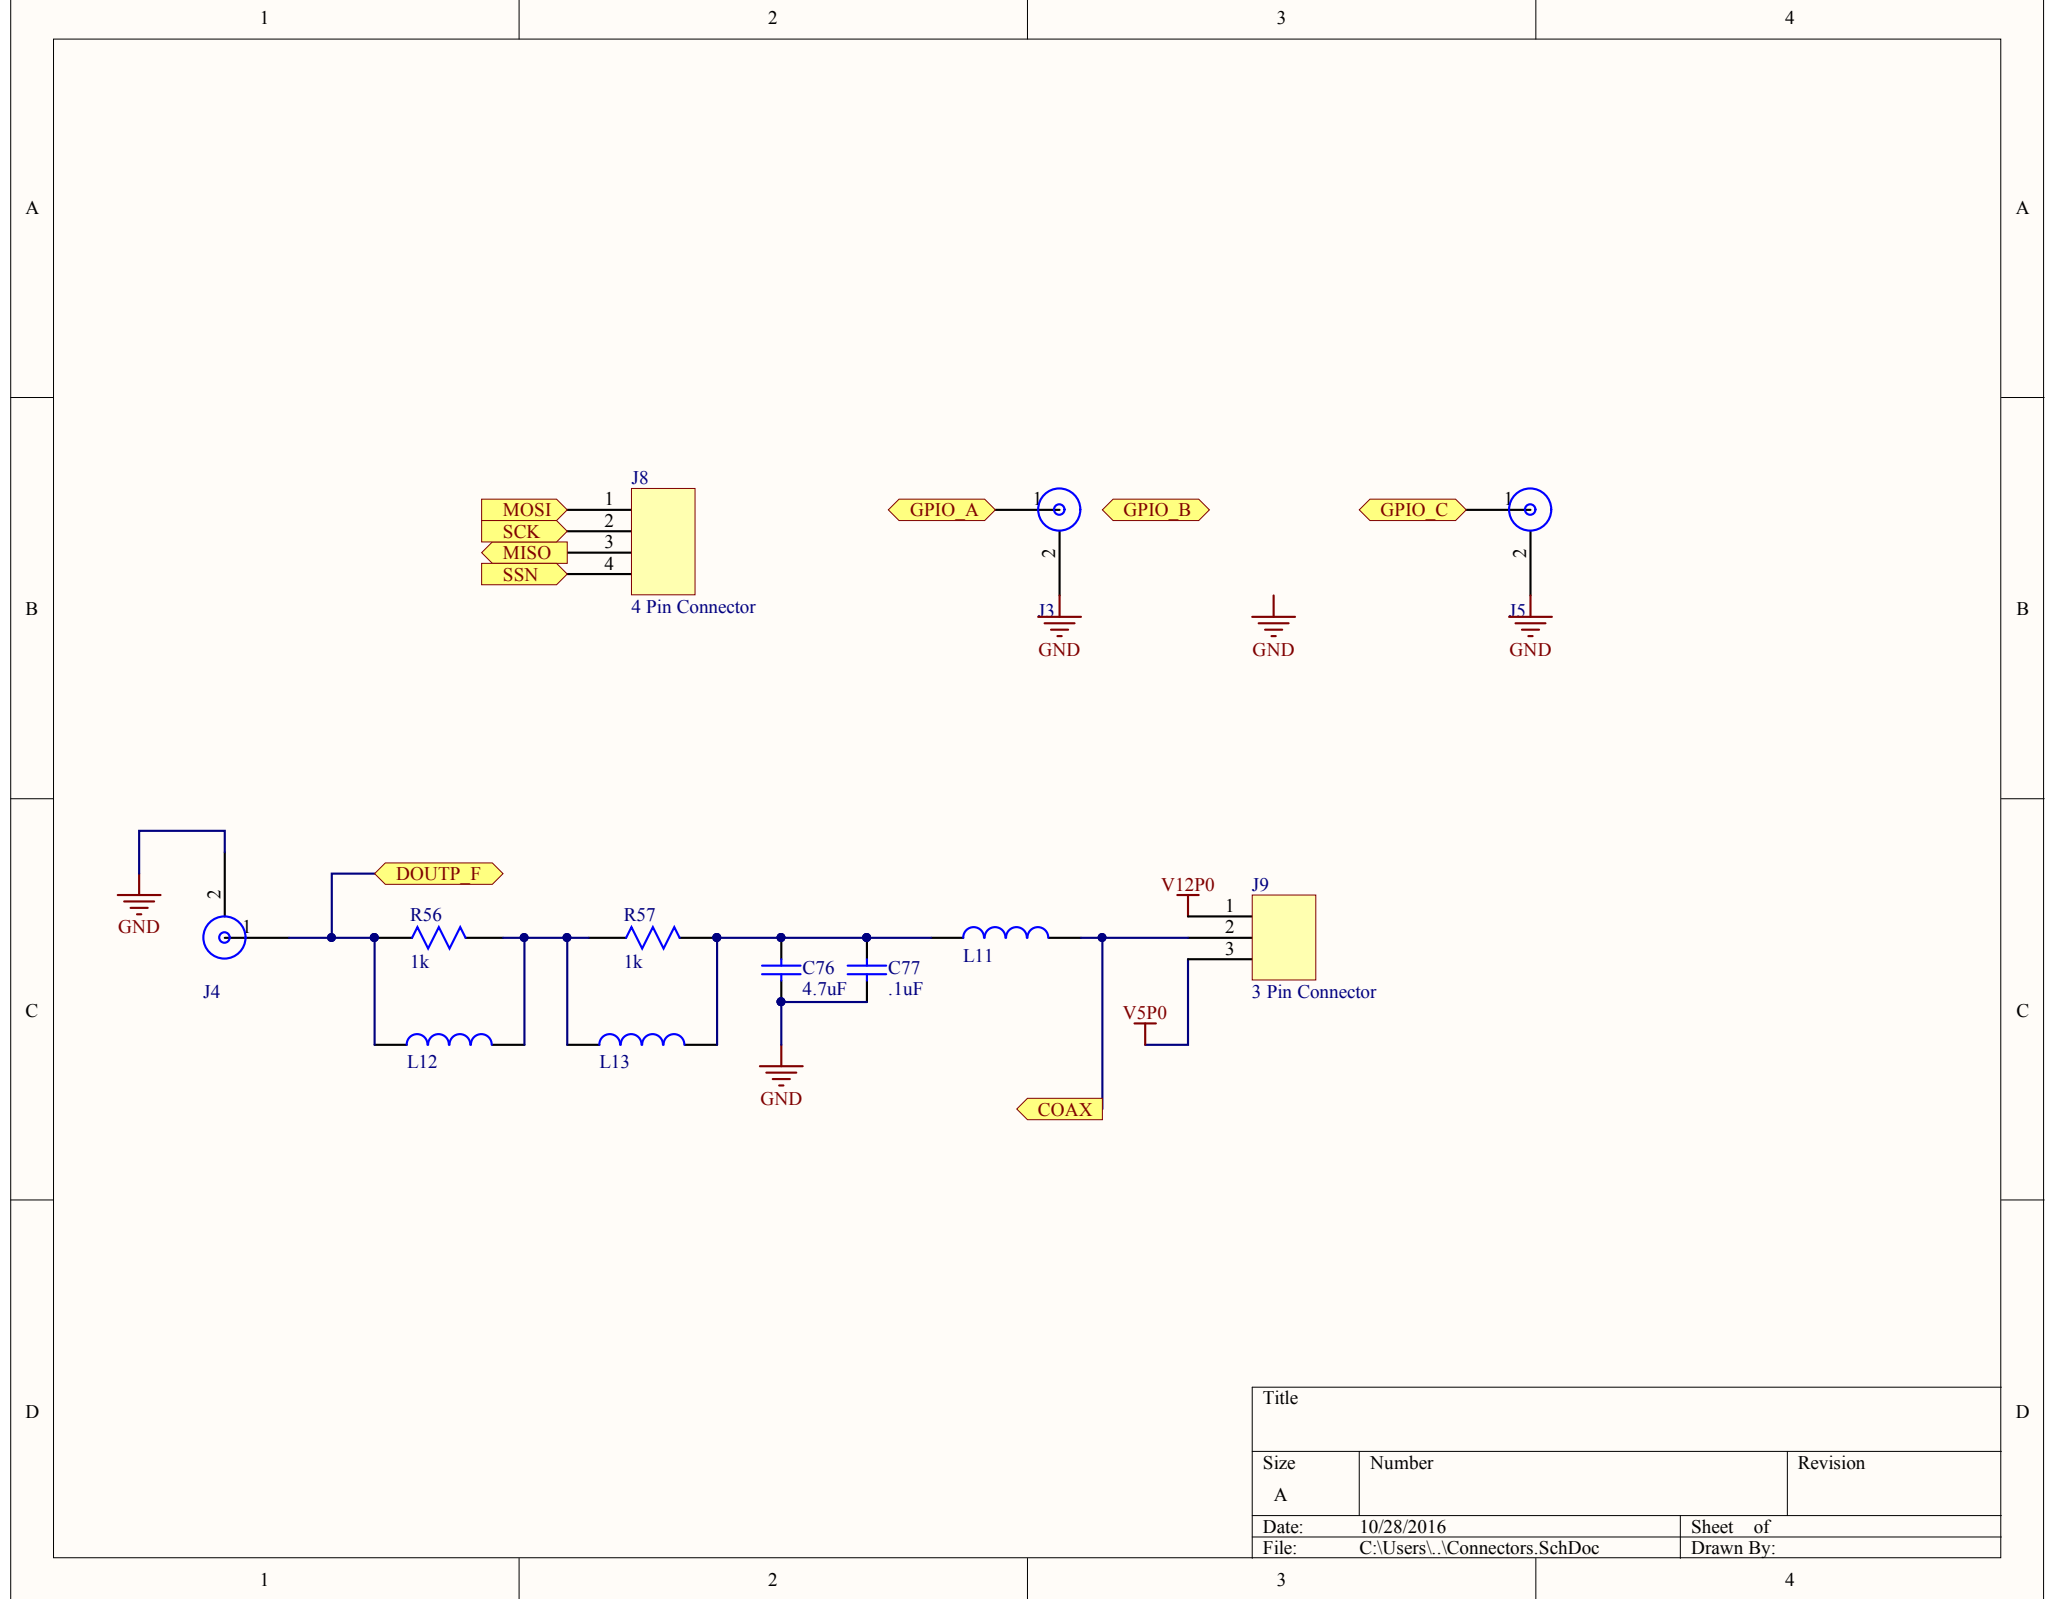 1 2 3 4
A A
J8
MOSI 1
SCK 2
MISO 3
SSN 4
4 Pin Connector
GPIO_A 1
2
J3
GND
GPIO_B
GND
GPIO_C 1
2
J5
GND
B B
GND
2
1
J4
DOUTP_F
R56
1k
L12
R57
1k
L13
C76
4.7uF
C77
.1uF
GND
L11
COAX
V12P0
V5P0
J9
1
2
3
3 Pin Connector
C C
D D
Title
Size
A
Number
Revision
Date: 10/28/2016
Sheet of
File: C:\Users\..\Connectors.SchDoc
Drawn By:
1 2 3 4